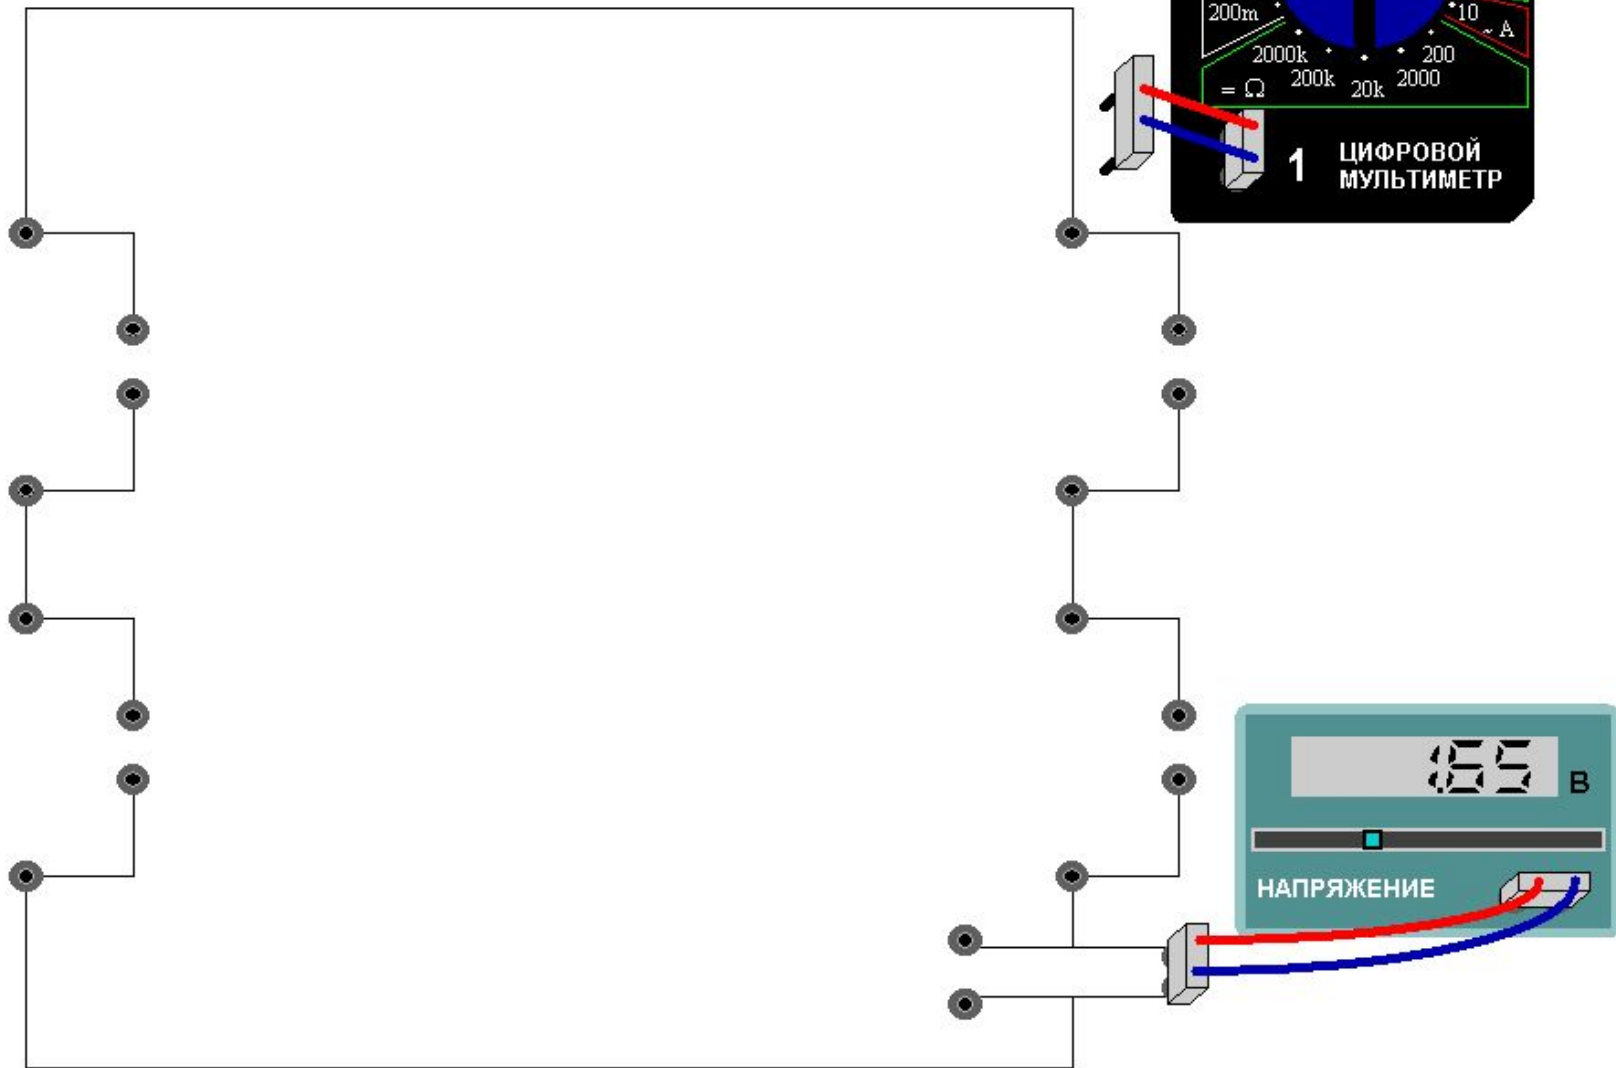 200m
10
~ A
2000k
200
200k
2000
= Ω
20k
1
ЦИФРОВОЙ
МУЛЬТИМЕТР
1.65
В
НАПРЯЖЕНИЕ